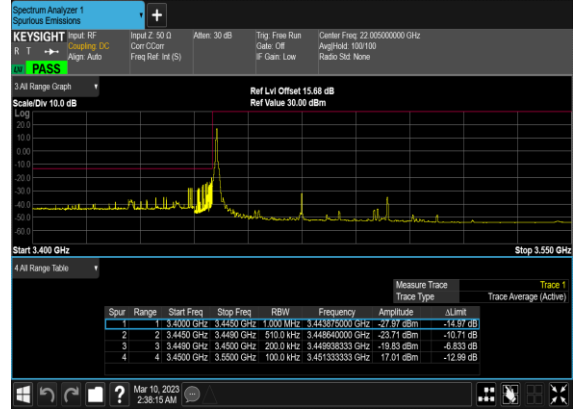 Spectrum Analyzer 1
Spurious Emissions
KEYSIGHT Input: RF Input Z: 50 Ω Atten: 30 dB Trig: Free Run Center Freq: 22.005000000 GHz
R T Coupling: DC Corr CCorr Gate: Off Avg|Hold: 100/100
Align: Auto Freq Ref: Int (S) IF Gain: Low Radio Std: None
PASS
3 All Range Graph
Ref Lvl Offset 15.68 dB
Scale/Div 10.0 dB Ref Value 30.00 dBm
Log
20.0
10.0
0.00
-10.0
-20.0
-30.0
-40.0
-50.0
-60.0
Start 3.400 GHz Stop 3.550 GHz
4 All Range Table
Measure Trace Trace 1
Trace Type Trace Average (Active)
Spur Range Start Freq Stop Freq RBW Frequency Amplitude ΔLimit
1 1 3.4000 GHz 3.4450 GHz 1.000 MHz 3.443875000 GHz -27.97 dBm -14.97 dB
2 2 3.4450 GHz 3.4490 GHz 510.0 kHz 3.448640000 GHz -23.71 dBm -10.71 dB
3 3 3.4490 GHz 3.4500 GHz 200.0 kHz 3.449938333 GHz -19.83 dBm -6.833 dB
4 4 3.4500 GHz 3.5500 GHz 100.0 kHz 3.451333333 GHz 17.01 dBm -12.99 dB
? Mar 10, 2023
2:38:15 AM